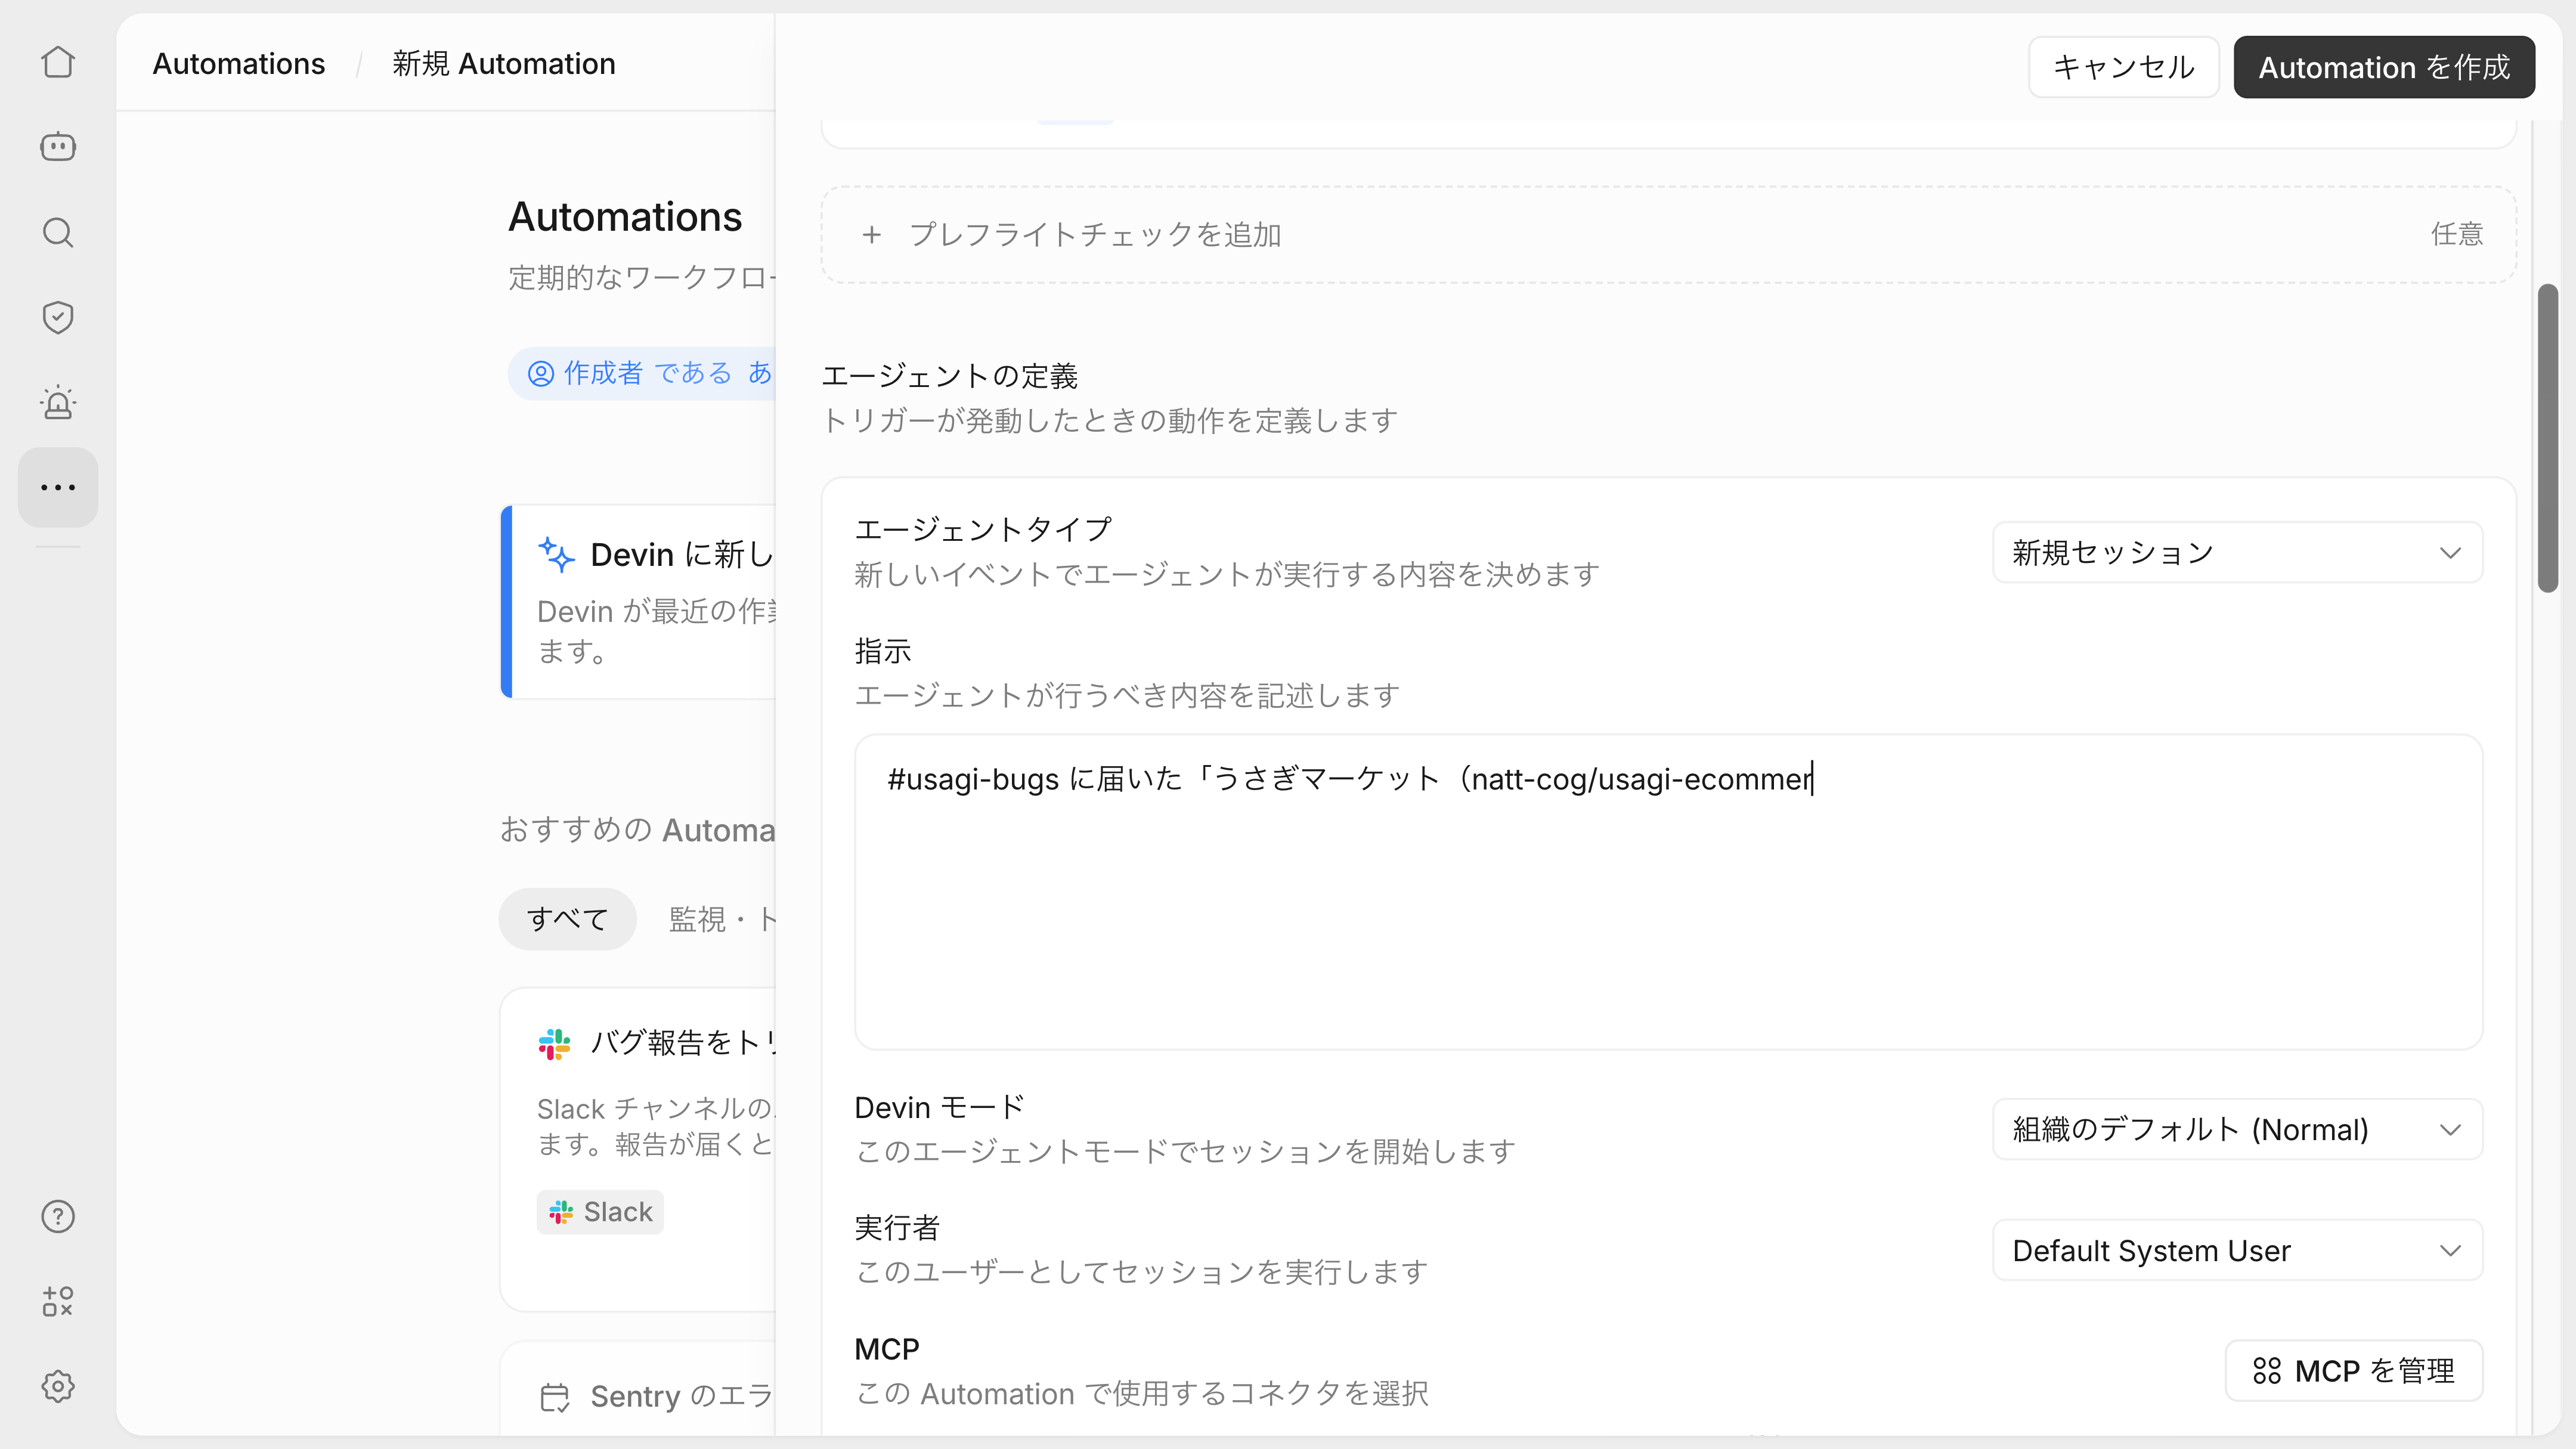 Automations / 新規 Automation
キャンセル
Automation を作成
Automations
定期的なワークフロー
作成者 である あ
Devin に新し
Devin が最近の作業
ます。
おすすめの Automa
すべて
監視・ト
バグ報告をトリ
Slack チャンネルの
ます。報告が届くと
Slack
Sentry のエラ
+ プレフライトチェックを追加
任意
エージェントの定義
トリガーが発動したときの動作を定義します
エージェントタイプ
新しいイベントでエージェントが実行する内容を決めます
新規セッション
指示
エージェントが行うべき内容を記述します
#usagi-bugs に届いた「うさぎマーケット（natt-cog/usagi-ecommer
Devin モード
このエージェントモードでセッションを開始します
組織のデフォルト (Normal)
実行者
このユーザーとしてセッションを実行します
Default System User
MCP
この Automation で使用するコネクタを選択
MCP を管理